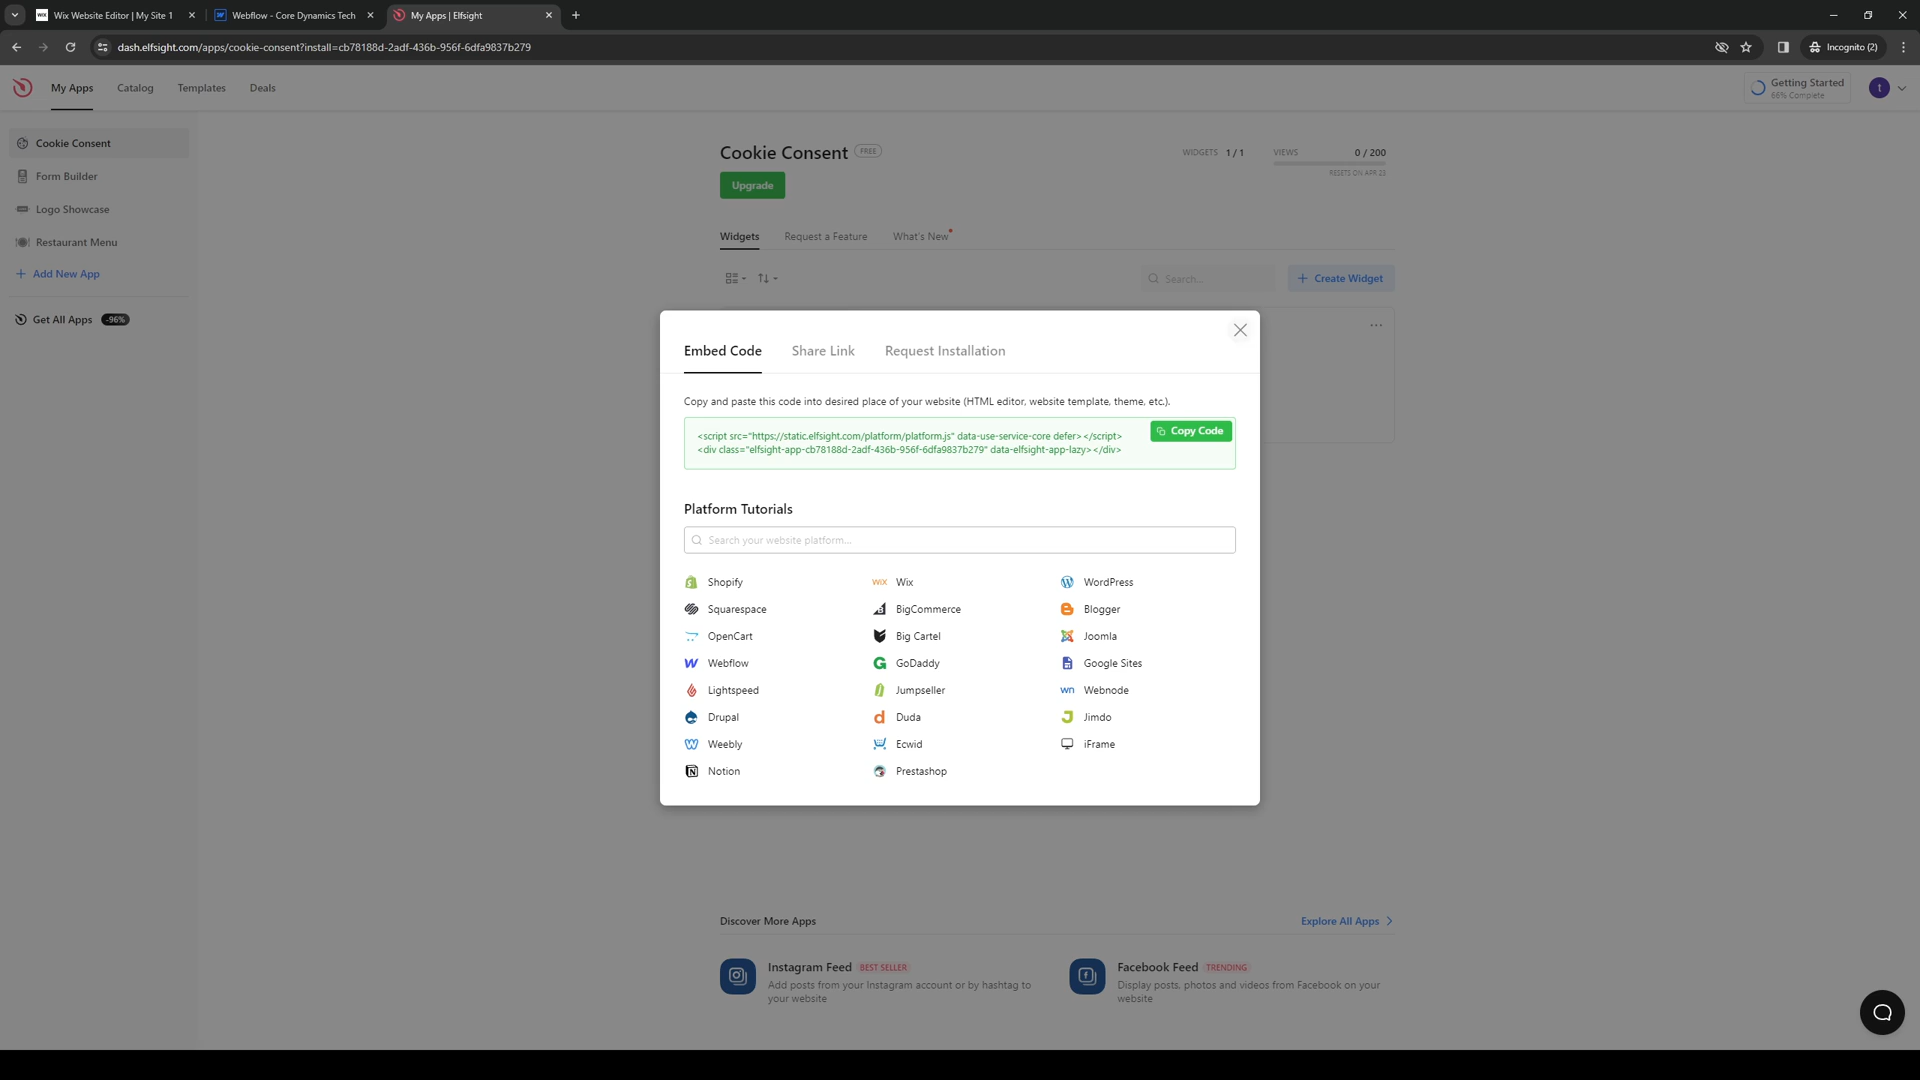 WiX Wix Website Editor | My Site 1
Webflow - Core Dynamics Tech
My Apps | Elfsight
dash.elfsight.com/apps/cookie-consent?install=cb78188d-2adf-436b-956f-6dfa9837b279
Incognito (2)
My Apps
Catalog
Templates
Deals
Getting Started
66% Complete
t
Cookie Consent
Form Builder
Logo Showcase
Restaurant Menu
Add New App
Get All Apps -96%
Cookie Consent FREE
Upgrade
WIDGETS 1 / 1
VIEWS 0 / 200
RESETS ON APR 23
Widgets
Request a Feature
What's New
Search...
Create Widget
Embed Code
Share Link
Request Installation
Copy and paste this code into desired place of your website (HTML editor, website template, theme, etc.).
<script src="https://static.elfsight.com/platform/platform.js" data-use-service-core defer></script>
<div class="elfsight-app-cb78188d-2adf-436b-956f-6dfa9837b279" data-elfsight-app-lazy></div>
Copy Code
Platform Tutorials
Search your website platform...
Shopify
WiX Wix
WordPress
Squarespace
BigCommerce
Blogger
OpenCart
Big Cartel
Joomla
Webflow
GoDaddy
Google Sites
Lightspeed
Jumpseller
wn Webnode
Drupal
Duda
Jimdo
Weebly
Ecwid
iFrame
Notion
Prestashop
Discover More Apps
Explore All Apps
Instagram Feed BEST SELLER
Add posts from your Instagram account or by hashtag to
your website
Facebook Feed TRENDING
Display posts, photos and videos from Facebook on your
website